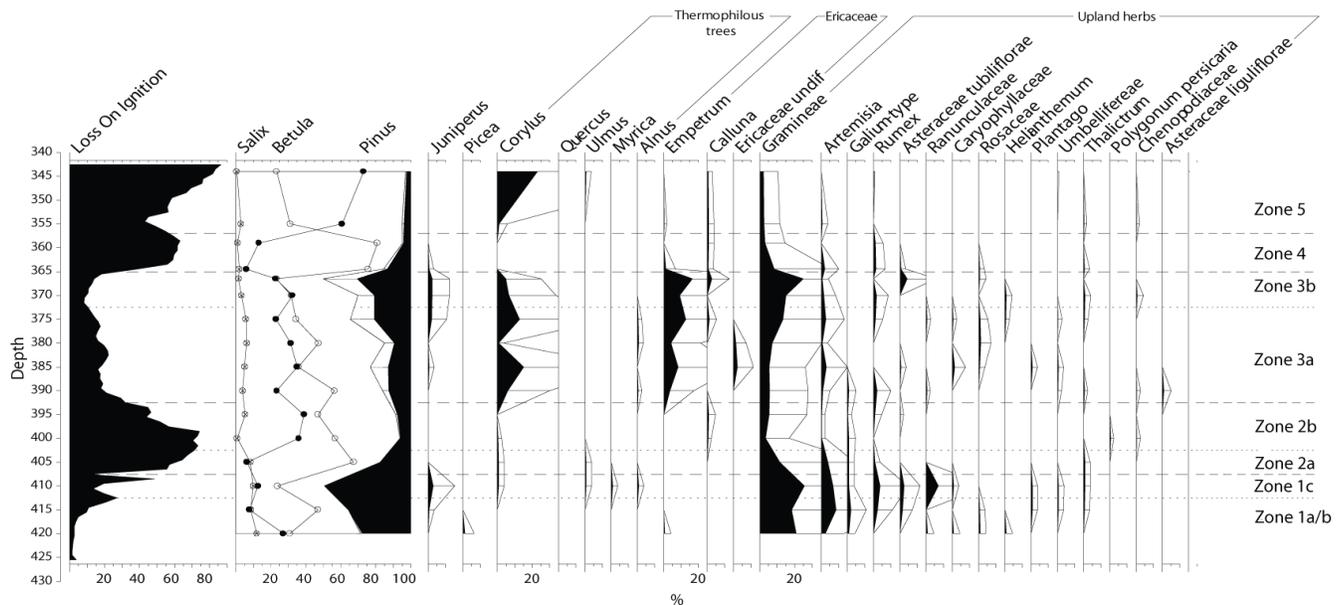 Thermophilous
trees
Ericaceae
Upland herbs
Loss On Ignition
Salix
Betula
Pinus
Juniperus
Picea
Corylus
Quercus
Ulmus
Myrica
Alnus
Empetrum
Calluna
Ericaceae undif
Gramineae
Artemisia
Galium-type
Rumex
Asteraceae tubiliflorae
Ranunculaceae
Caryophyllaceae
Rosaceae
Helianthemum
Plantago
Umbellifereae
Thalictrum
Polygonum persicaria
Chenopodiaceae
Asteraceae liguliflorae
Depth
340
345
350
355
360
365
370
375
380
385
390
395
400
405
410
415
420
425
430
Zone 5
Zone 4
Zone 3b
Zone 3a
Zone 2b
Zone 2a
Zone 1c
Zone 1a/b
20 40 60 80 20 40 60 80 100 20 20 20
%